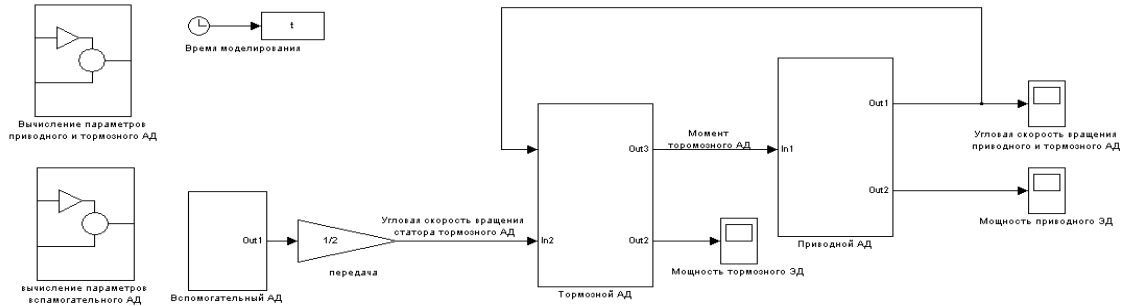 t
Время моделирования
Вычисление параметров
приводного и тормозного АД
вычисление параметров
вспамогательного АД
Out1
Вспомогательный АД
1/2
передача
Угловая скорость вращения
статора тормозного АД
In2
Out3
Out2
Тормозной АД
Момент
торомозного АД
Мощность тормозного ЭД
In1
Out1
Out2
Приводной АД
Угловая скорость вращения
приводного и тормозного АД
Мощность приводного ЭД